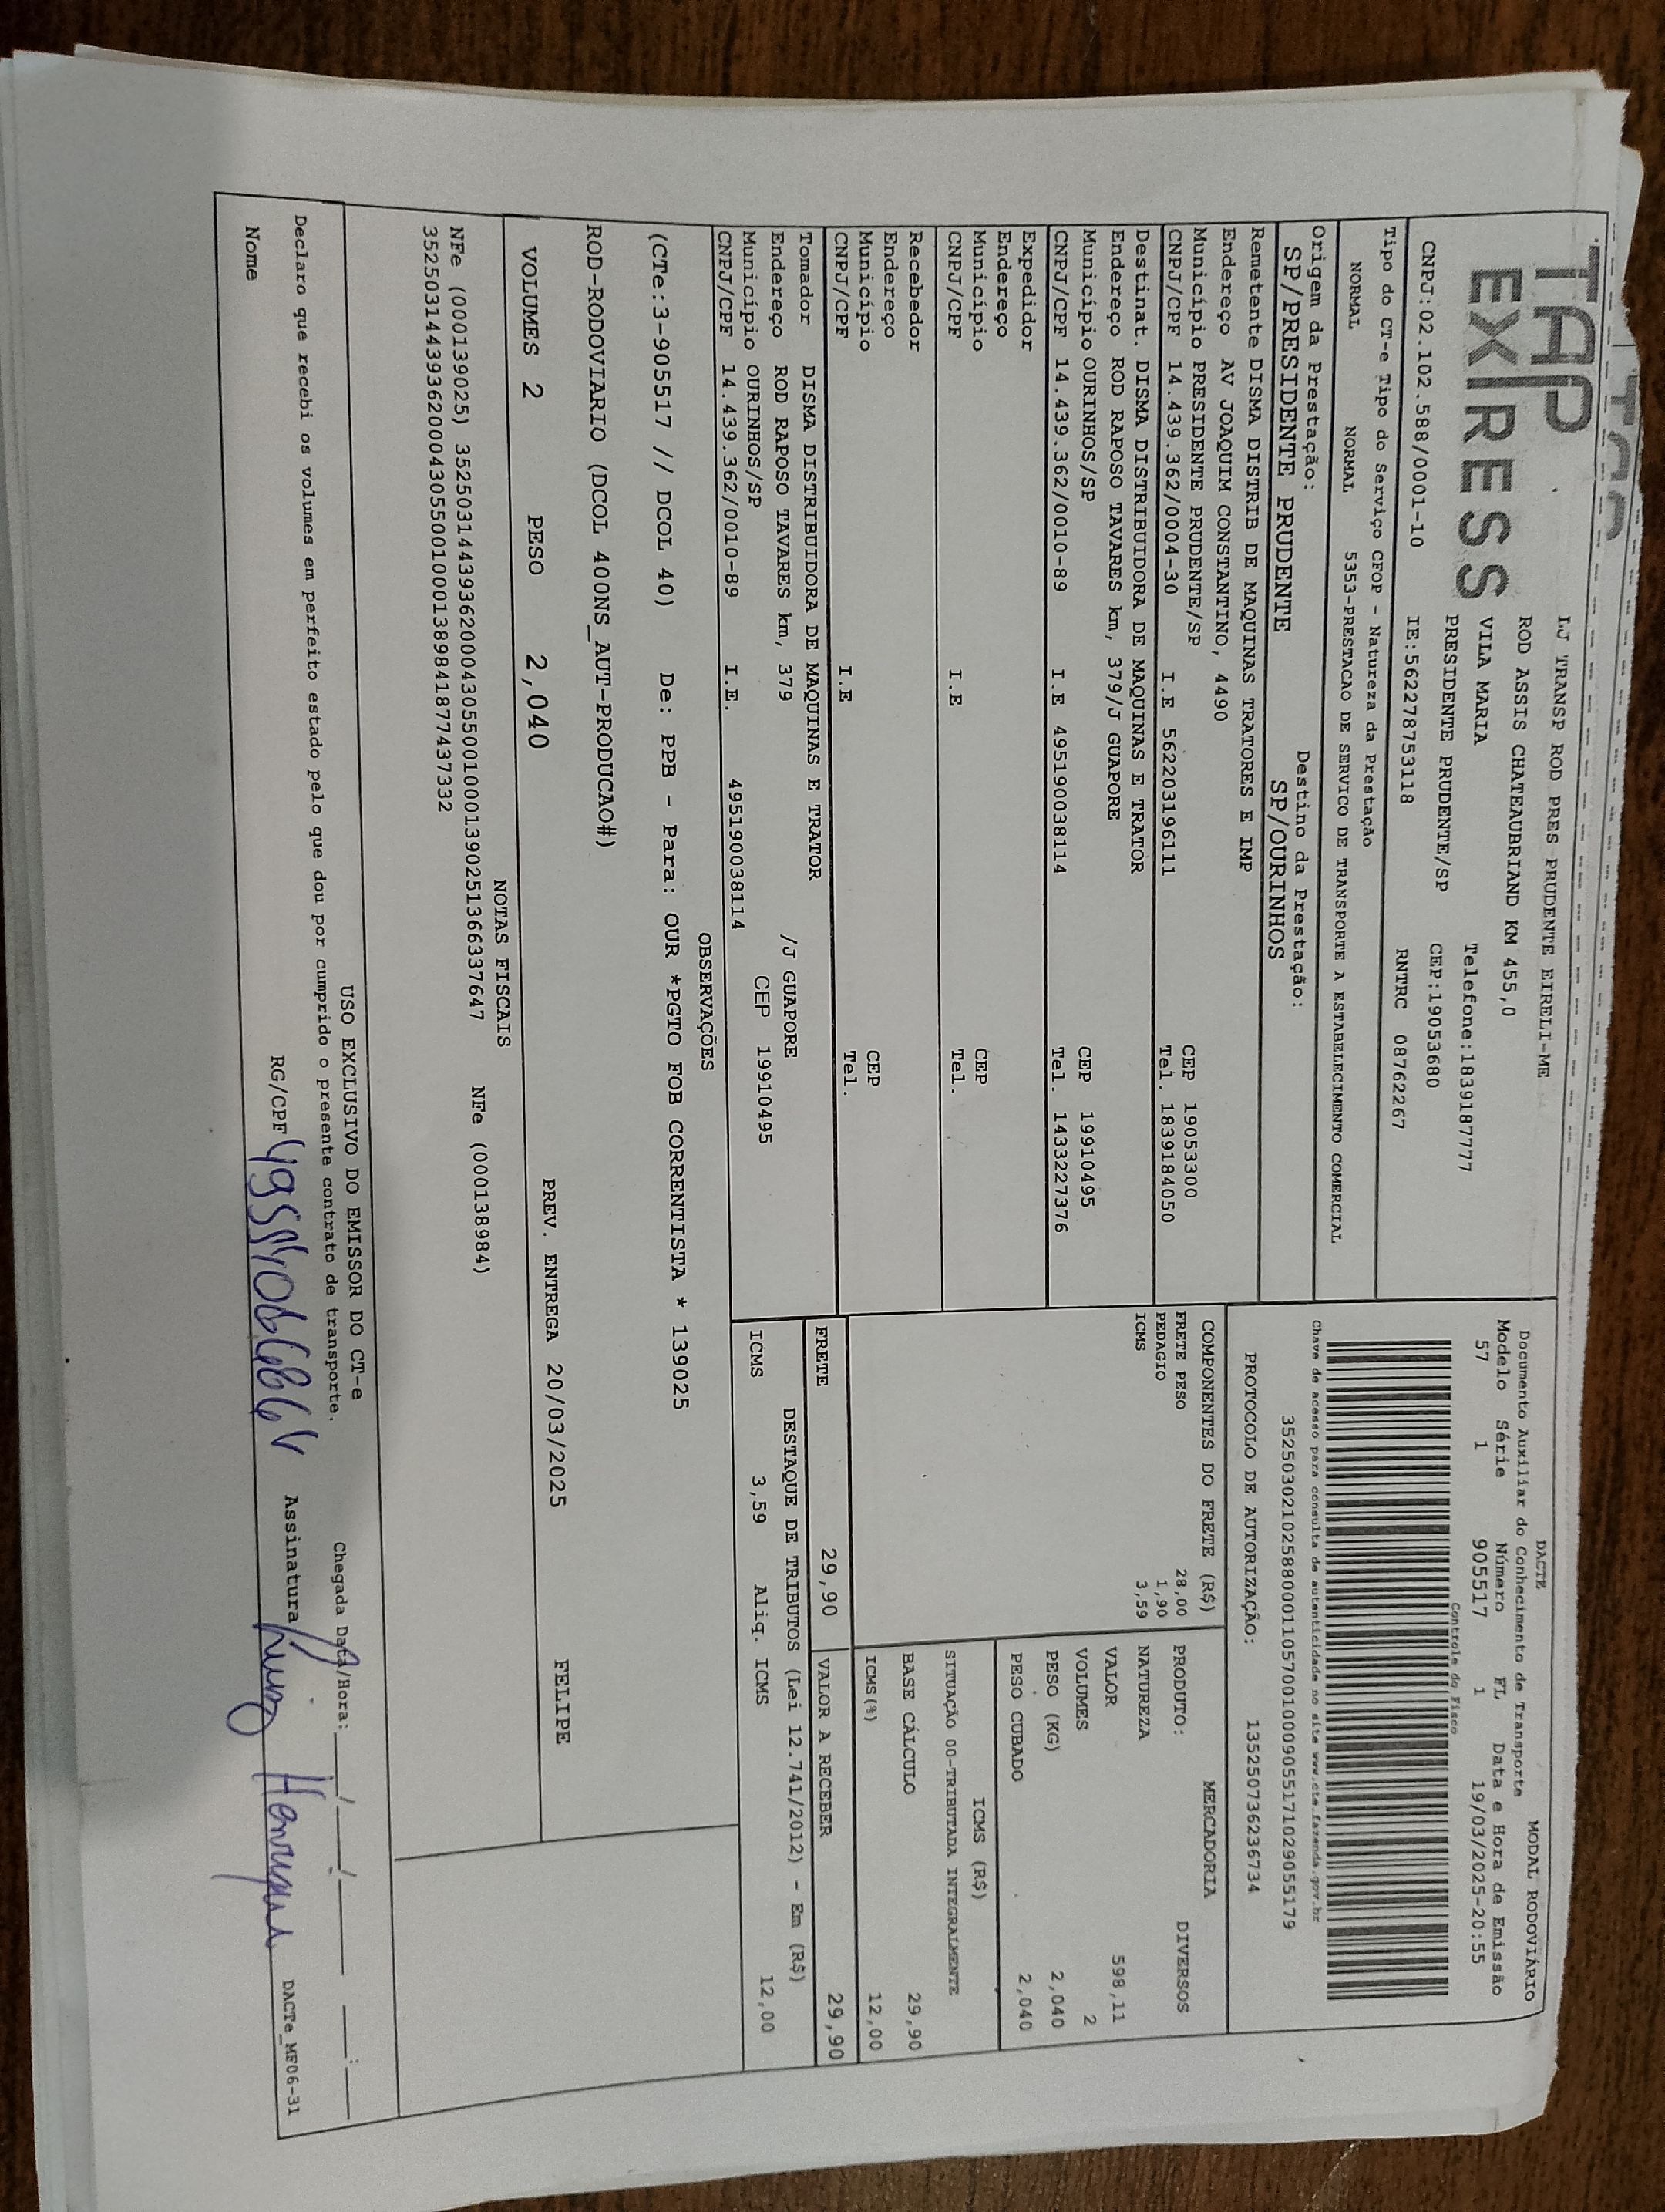 TAP
EXPRESS
LJ TRANSP ROD PRES PRUDENTE EIRELI-ME
ROD ASSIS CHATEAUBRIAND KM 455,0
VILA MARIA
Telefone:1839187777
PRESIDENTE PRUDENTE/SP
CEP:19053680
CNPJ:02.102.588/0001-10
IE:562278753118
RNTRC 08762267
Tipo do CT-e Tipo do Serviço CFOP - Natureza da Prestação
NORMAL NORMAL 5353-PRESTACAO DE SERVICO DE TRANSPORTE A ESTABELECIMENTO COMERCIAL
Origem da Prestação: Destino da Prestação:
SP/PRESIDENTE PRUDENTE SP/OURINHOS
DACTE MODAL RODOVIÁRIO
Documento Auxiliar do Conhecimento de Transporte
Modelo Série Número FL Data e Hora de Emissão
57 1 905517 1 19/03/2025-20:55
Controle do Fisco
Chave de acesso para consulta de autenticidade no site www.cte.fazenda.gov.br
35250302102588000110570010009055171029055179
PROTOCOLO DE AUTORIZAÇÃO: 135250736236734
Remetente DISMA DISTRIB DE MAQUINAS TRATORES E IMP
Endereço AV JOAQUIM CONSTANTINO, 4490
Município PRESIDENTE PRUDENTE/SP CEP 19053300
CNPJ/CPF 14.439.362/0004-30 I.E 562203196111 Tel. 1839184050
Destinat. DISMA DISTRIBUIDORA DE MAQUINAS E TRATOR
Endereço ROD RAPOSO TAVARES km, 379/J GUAPORE
Município OURINHOS/SP CEP 19910495
CNPJ/CPF 14.439.362/0010-89 I.E 495190038114 Tel. 1433227376
Expedidor
Endereço
Município CEP
CNPJ/CPF I.E Tel.
Recebedor
Endereço
Município CEP
CNPJ/CPF I.E Tel.
Tomador DISMA DISTRIBUIDORA DE MAQUINAS E TRATOR
Endereço ROD RAPOSO TAVARES km, 379 /J GUAPORE
Município OURINHOS/SP CEP 19910495
CNPJ/CPF 14.439.362/0010-89 I.E. 495190038114
COMPONENTES DO FRETE (R$)
FRETE PESO 28,00
PEDAGIO 1,90
ICMS 3,59
MERCADORIA
PRODUTO: DIVERSOS
NATUREZA
VALOR 598,11
VOLUMES 2
PESO (KG) 2,040
PESO CUBADO 2,040
ICMS (R$)
SITUAÇÃO 00-TRIBUTADA INTEGRALMENTE
BASE CÁLCULO 29,90
ICMS(%) 12,00
FRETE 29,90 VALOR A RECEBER 29,90
DESTAQUE DE TRIBUTOS (Lei 12.741/2012) - Em (R$)
ICMS 3,59 Aliq. ICMS 12,00
OBSERVAÇÕES
(CTe:3-905517 // DCOL 40) De: PPB - Para: OUR *PGTO FOB CORRENTISTA * 139025
ROD-RODOVIARIO (DCOL 400NS_AUT-PRODUCAO#)
VOLUMES 2 PESO 2,040 PREV. ENTREGA 20/03/2025 FELIPE
NOTAS FISCAIS
NFe (000139025) 35250314439362000430550010001390251366337647 NFe (000138984)
35250314439362000430550010001389841877437332
USO EXCLUSIVO DO EMISSOR DO CT-e
Declaro que recebi os volumes em perfeito estado pelo que dou por cumprido o presente contrato de transporte.
Chegada Data/Hora: ___/___/____ ___:___
Nome RG/CPF Assinatura Luiz Henrique DACTe_MF06-31